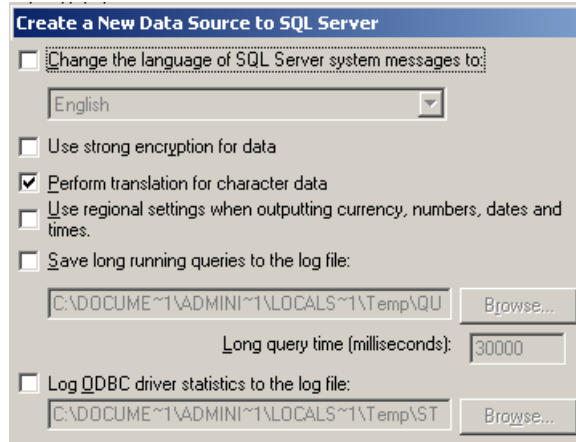 Create a New Data Source to SQL Server
Change the language of SQL Server system messages to:
English
Use strong encryption for data
Perform translation for character data
Use regional settings when outputting currency, numbers, dates and
times.
Save long running queries to the log file:
C:\DOCUME~1\ADMINI~1\LOCALS~1\Temp\QU Browse...
Long query time (milliseconds): 30000
Log ODBC driver statistics to the log file:
C:\DOCUME~1\ADMINI~1\LOCALS~1\Temp\ST Browse...